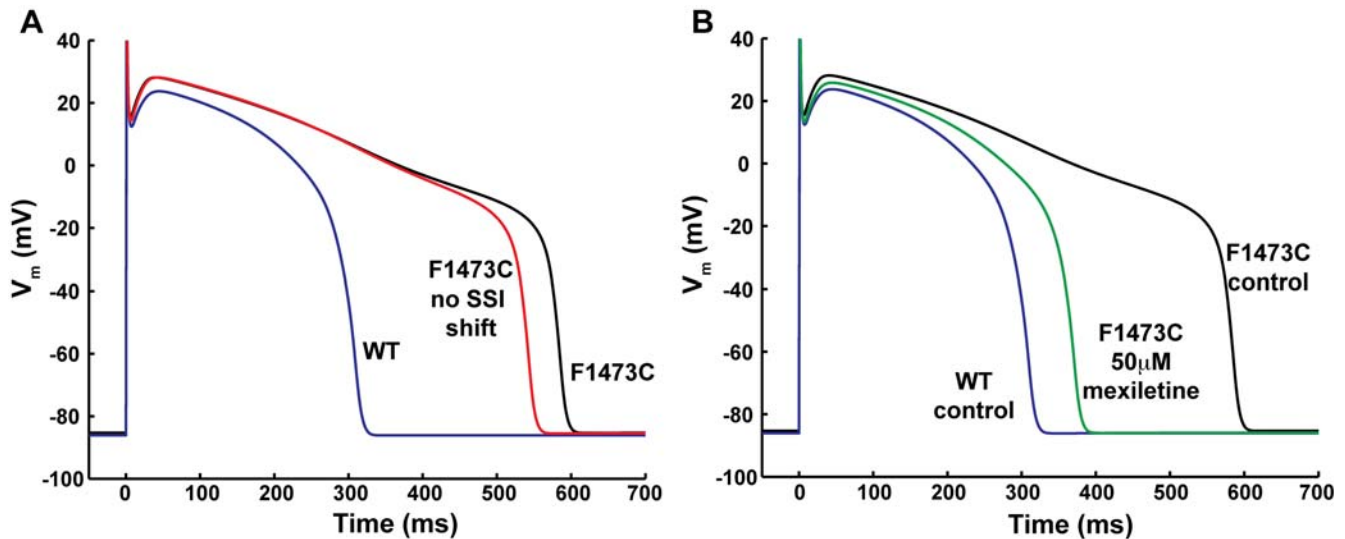 A
40
20
0
-20
-40
-60
-80
-100
Vm (mV)
WT
F1473C
no SSI
shift
F1473C
0 100 200 300 400 500 600 700
Time (ms)
B
40
20
0
-20
-40
-60
-80
-100
Vm (mV)
WT
control
F1473C
50μM
mexiletine
F1473C
control
0 100 200 300 400 500 600 700
Time (ms)